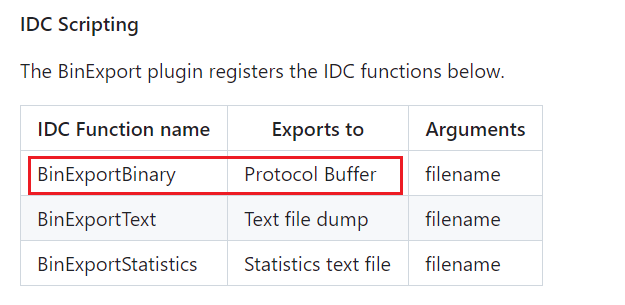 IDC Scripting
The BinExport plugin registers the IDC functions below.
IDC Function name Exports to Arguments
BinExportBinary Protocol Buffer filename
BinExportText Text file dump filename
BinExportStatistics Statistics text file filename